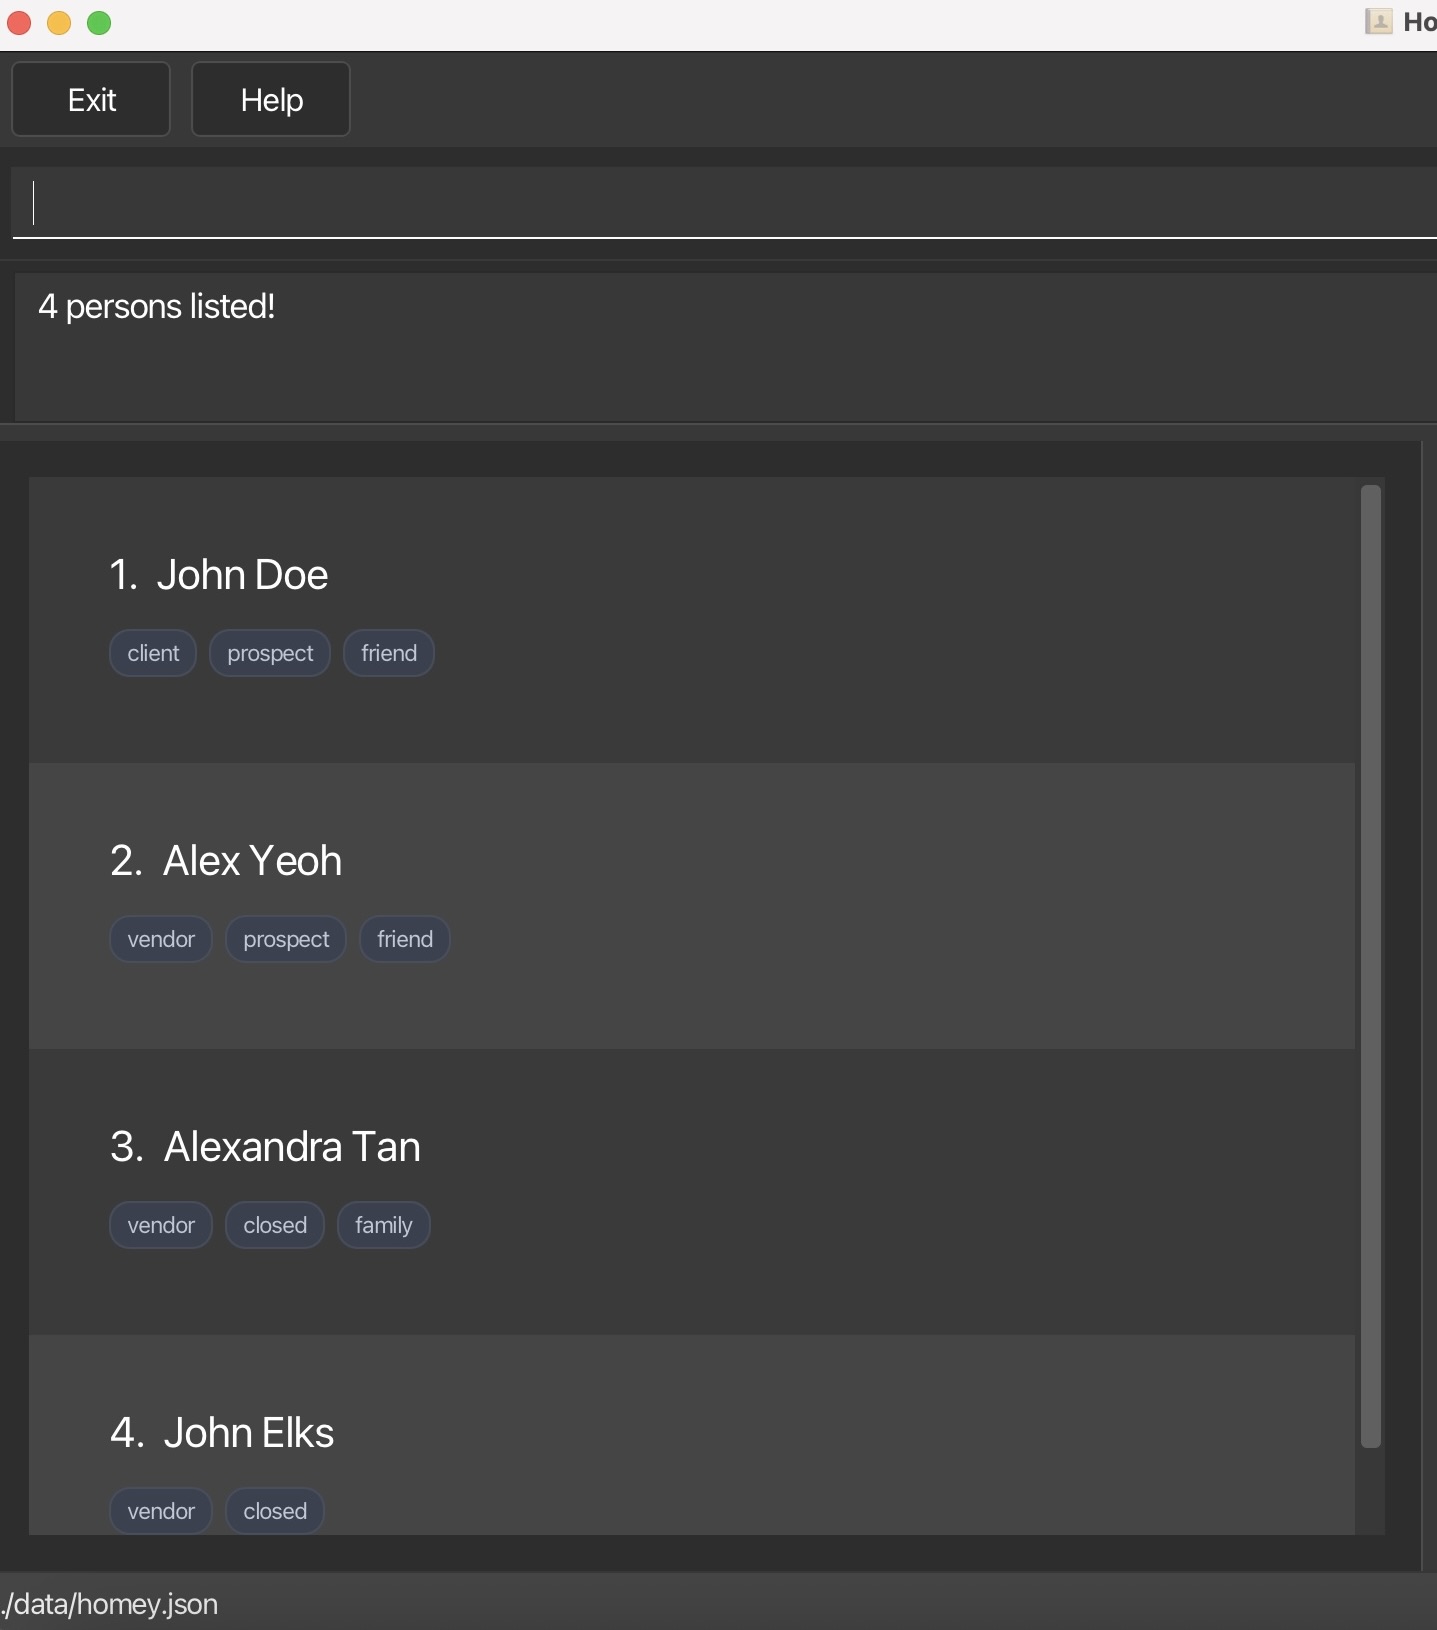 Ho
Exit Help
4 persons listed!
1. John Doe
client prospect friend
2. Alex Yeoh
vendor prospect friend
3. Alexandra Tan
vendor closed family
4. John Elks
vendor closed
./data/homey.json